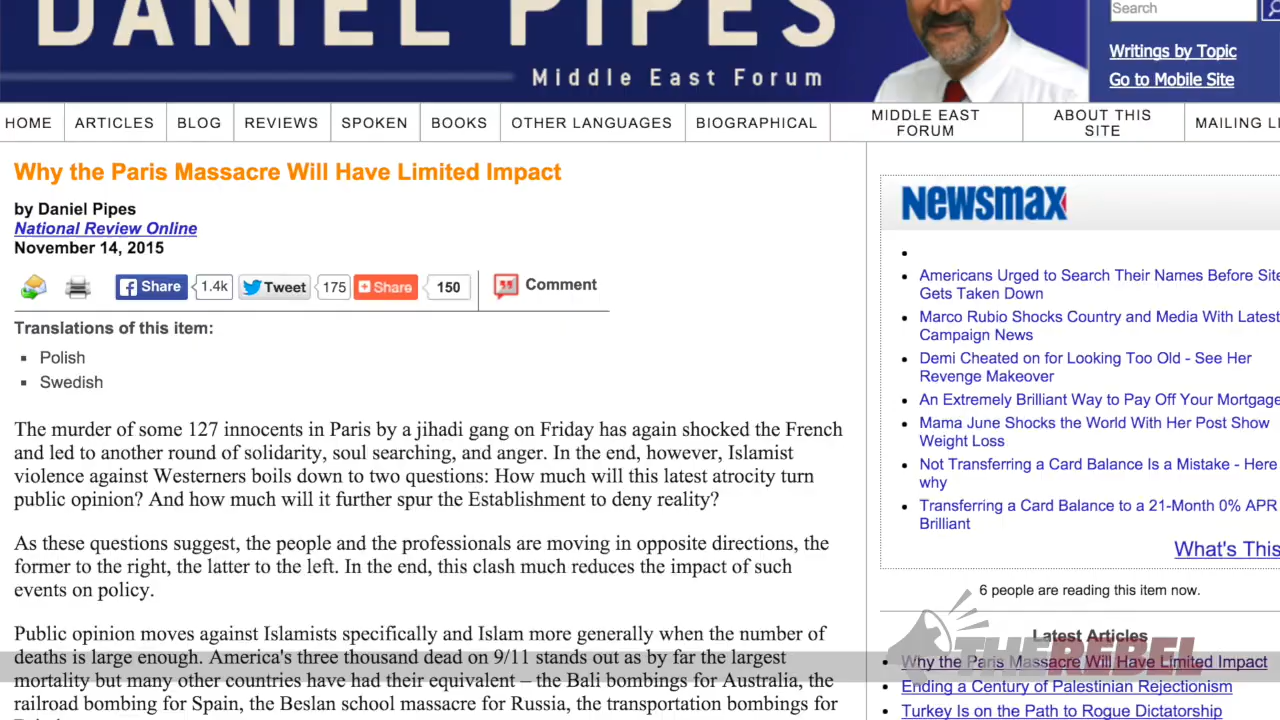 DANIEL PIPES
Middle East Forum
Search
Writings by Topic
Go to Mobile Site
HOME
ARTICLES
BLOG
REVIEWS
SPOKEN
BOOKS
OTHER LANGUAGES
BIOGRAPHICAL
MIDDLE EAST
FORUM
ABOUT THIS
SITE
MAILING
Why the Paris Massacre Will Have Limited Impact
by Daniel Pipes
National Review Online
November 14, 2015
Share 1.4k Tweet 175 Share 150 Comment
Translations of this item:
Polish
Swedish
The murder of some 127 innocents in Paris by a jihadi gang on Friday has again shocked the French
and led to another round of solidarity, soul searching, and anger. In the end, however, Islamist
violence against Westerners boils down to two questions: How much will this latest atrocity turn
public opinion? And how much will it further spur the Establishment to deny reality?
As these questions suggest, the people and the professionals are moving in opposite directions, the
former to the right, the latter to the left. In the end, this clash much reduces the impact of such
events on policy.
Public opinion moves against Islamists specifically and Islam more generally when the number of
deaths is large enough. America's three thousand dead on 9/11 stands out as by far the largest
mortality but many other countries have had their equivalent – the Bali bombings for Australia, the
railroad bombing for Spain, the Beslan school massacre for Russia, the transportation bombings for
Newsmax
Americans Urged to Search Their Names Before Site
Gets Taken Down
Marco Rubio Shocks Country and Media With Latest
Campaign News
Demi Cheated on for Looking Too Old - See Her
Revenge Makeover
An Extremely Brilliant Way to Pay Off Your Mortgage
Mama June Shocks the World With Her Post Show
Weight Loss
Not Transferring a Card Balance Is a Mistake - Here
why
Transferring a Card Balance to a 21-Month 0% APR
Brilliant
What's This
6 people are reading this item now.
Latest Articles
THE REBEL
Why the Paris Massacre Will Have Limited Impact
Ending a Century of Palestinian Rejectionism
Turkey Is on the Path to Rogue Dictatorship